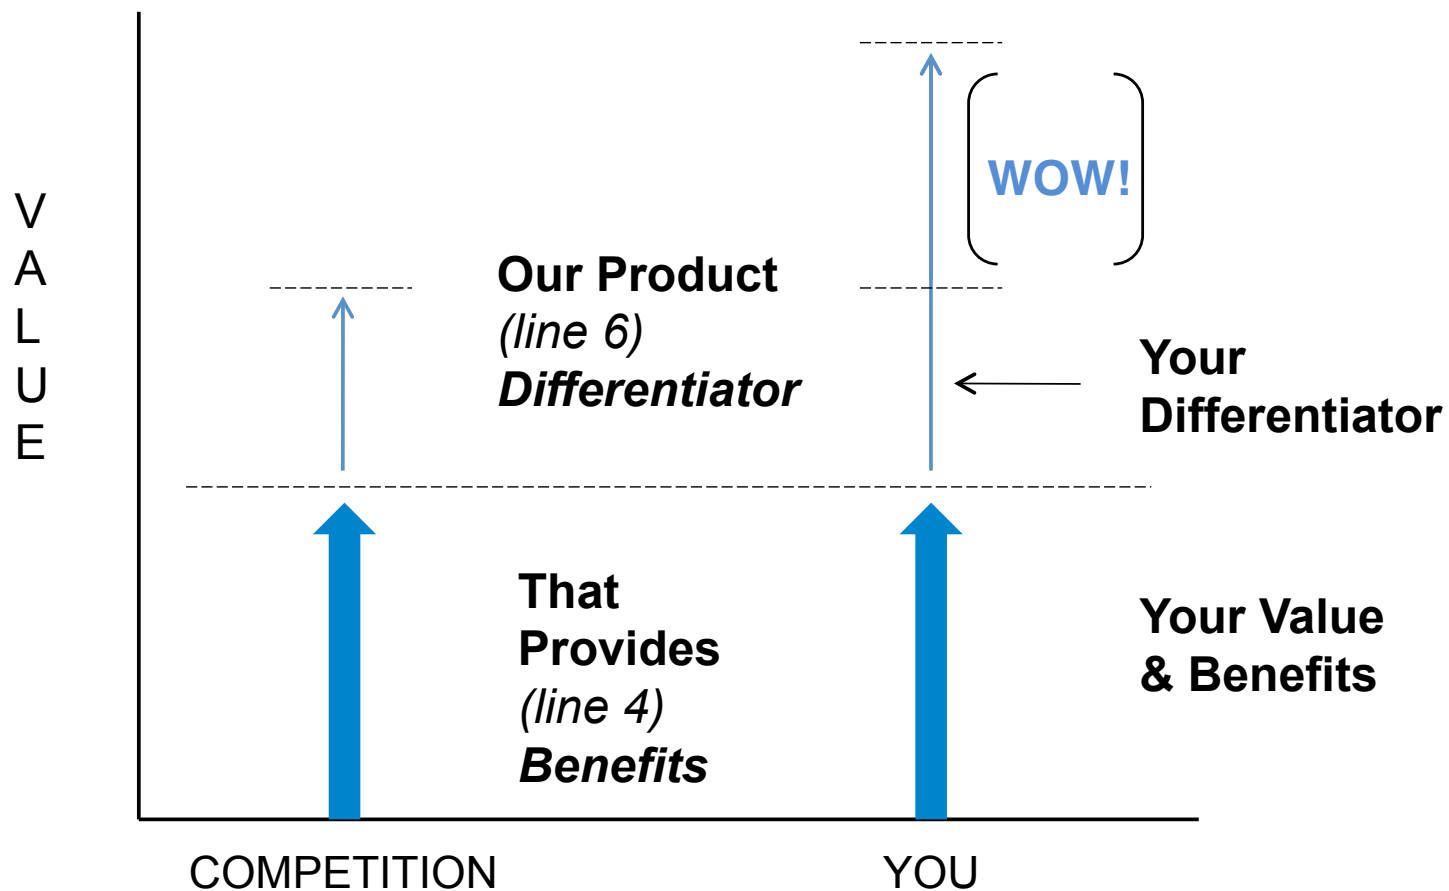 V
A
L
U
E
WOW!
Our Product
(line 6)
Differentiator
Your
Differentiator
That
Provides
(line 4)
Benefits
Your Value
& Benefits
COMPETITION
YOU